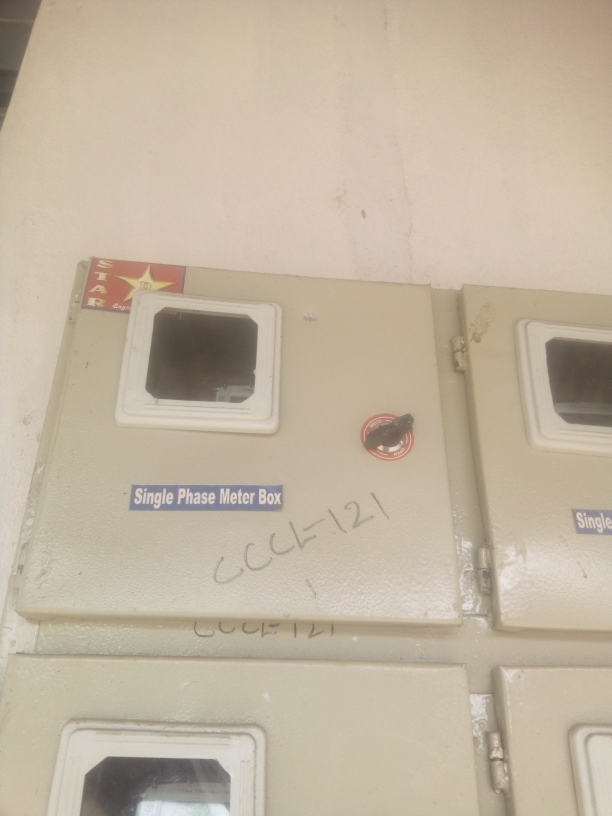 STAR
Single Phase Meter Box
CCCL-121
Single
CCCL-121